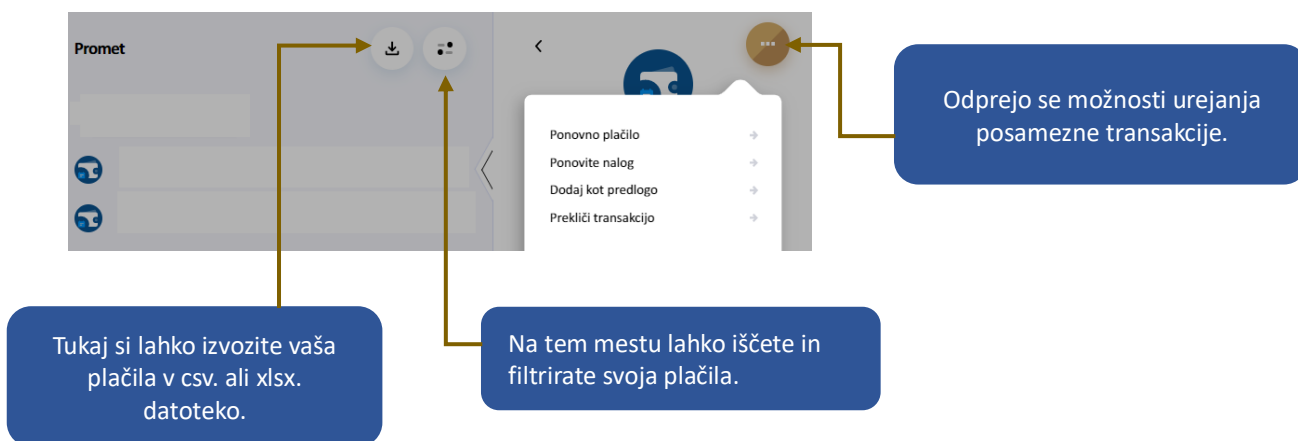 Promet
Ponovno plačilo
Ponovite nalog
Dodaj kot predlogo
Prekliči transakcijo
Odprejo se možnosti urejanja
posamezne transakcije.
Tukaj si lahko izvozite vaša
plačila v csv. ali xlsx.
datoteko.
Na tem mestu lahko iščete in
filtrirate svoja plačila.